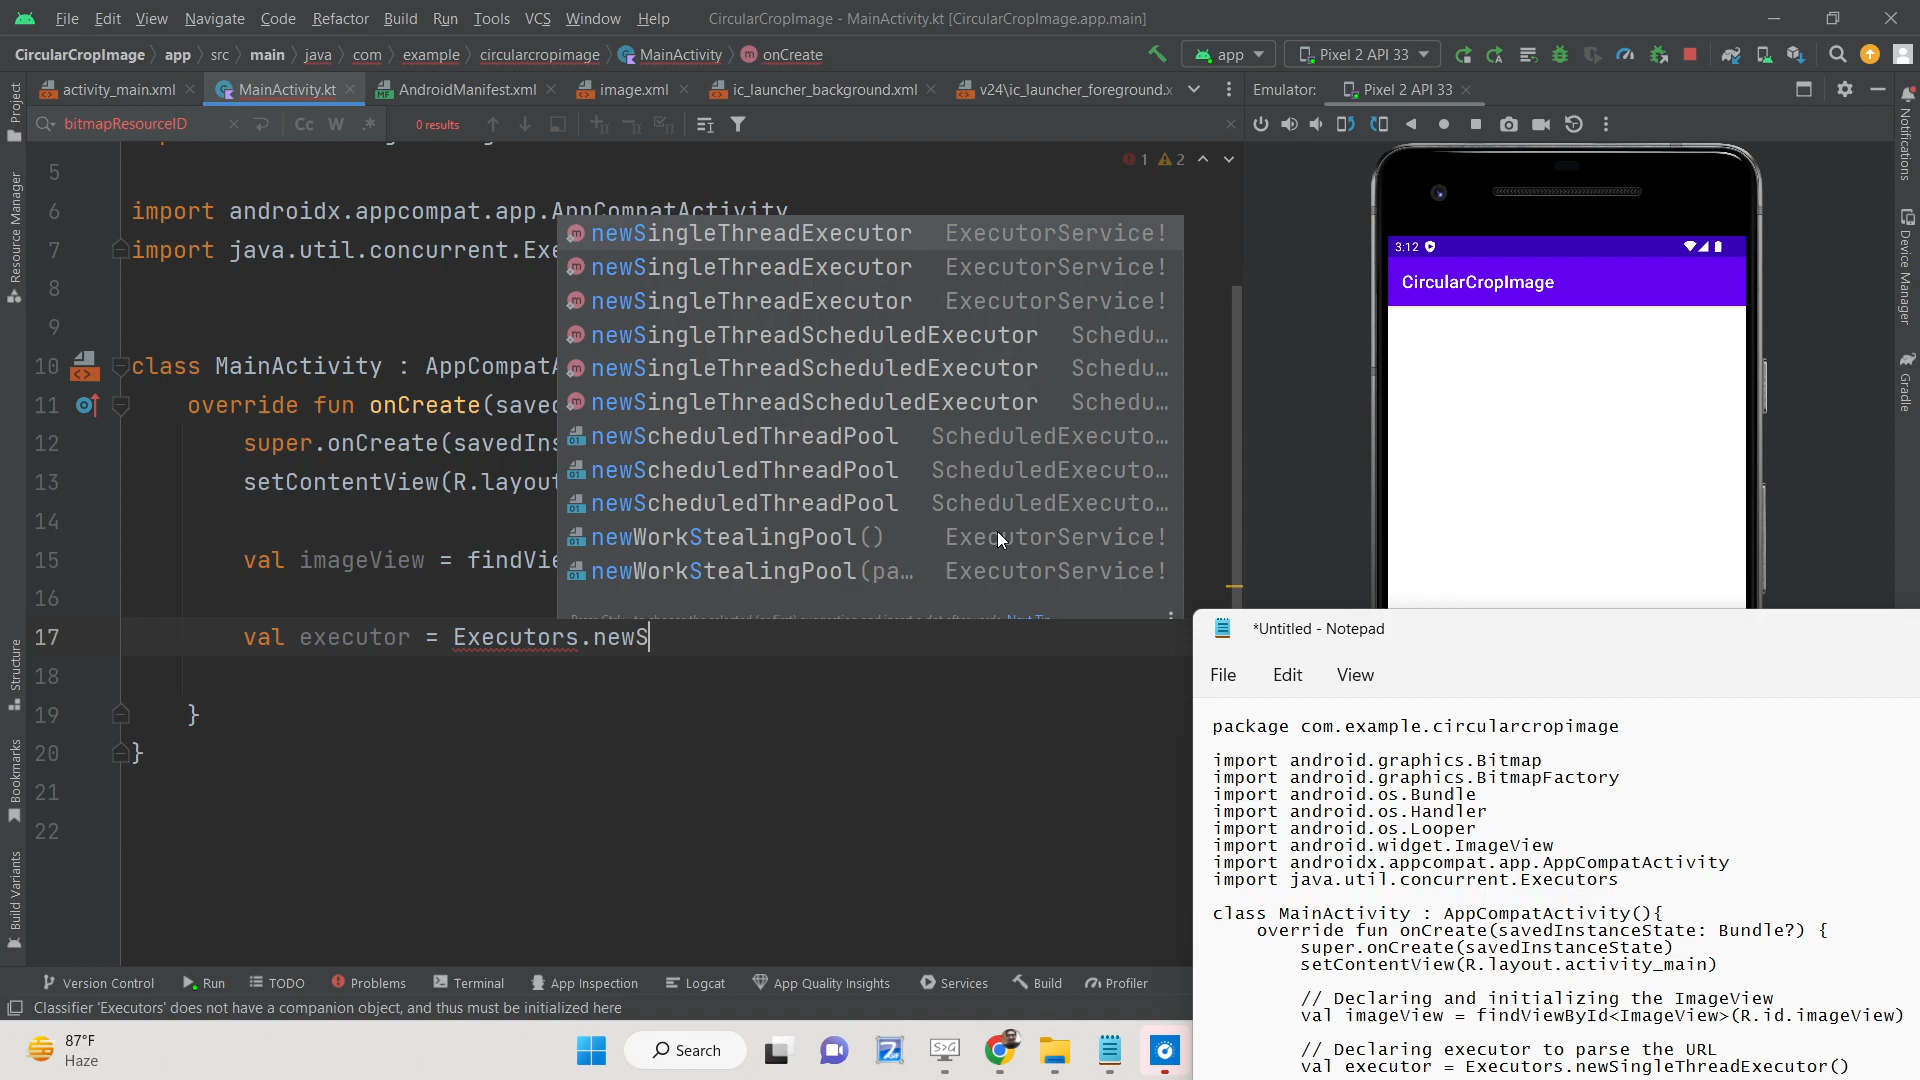 File Edit View Navigate Code Refactor Build Run Tools VCS Window Help CircularCropImage - MainActivity.kt [CircularCropImage.app.main]
CircularCropImage app src main java com example circularcropimage MainActivity onCreate app Pixel 2 API 33
activity_main.xml MainActivity.kt AndroidManifest.xml image.xml ic_launcher_background.xml v24\ic_launcher_foreground.x Emulator: Pixel 2 API 33
bitmapResourceID Cc W .* 0 results
1 2
5
6 import androidx.appcompat.app.AppCompatActivity
7 import java.util.concurrent.Exe
8
9
10 class MainActivity : AppCompatA
11 override fun onCreate(saved
12 super.onCreate(savedIns
13 setContentView(R.layout
14
15 val imageView = findVie
16
17 val executor = Executors.newS
18
19 }
20 }
21
22
newSingleThreadExecutor ExecutorService!
newSingleThreadExecutor ExecutorService!
newSingleThreadExecutor ExecutorService!
newSingleThreadScheduledExecutor Schedu…
newSingleThreadScheduledExecutor Schedu…
newSingleThreadScheduledExecutor Schedu…
newScheduledThreadPool ScheduledExecuto…
newScheduledThreadPool ScheduledExecuto…
newScheduledThreadPool ScheduledExecuto…
newWorkStealingPool() ExecutorService!
newWorkStealingPool(pa… ExecutorService!
Project
Resource Manager
Structure
Bookmarks
Build Variants
Notifications
Device Manager
Gradle
3:12
CircularCropImage
*Untitled - Notepad
File Edit View
package com.example.circularcropimage
import android.graphics.Bitmap
import android.graphics.BitmapFactory
import android.os.Bundle
import android.os.Handler
import android.os.Looper
import android.widget.ImageView
import androidx.appcompat.app.AppCompatActivity
import java.util.concurrent.Executors
class MainActivity : AppCompatActivity(){
override fun onCreate(savedInstanceState: Bundle?) {
super.onCreate(savedInstanceState)
setContentView(R.layout.activity_main)
// Declaring and initializing the ImageView
val imageView = findViewById<ImageView>(R.id.imageView)
// Declaring executor to parse the URL
val executor = Executors.newSingleThreadExecutor()
Version Control Run TODO Problems Terminal App Inspection Logcat App Quality Insights Services Build Profiler
Classifier 'Executors' does not have a companion object, and thus must be initialized here
87°F
Haze
Search